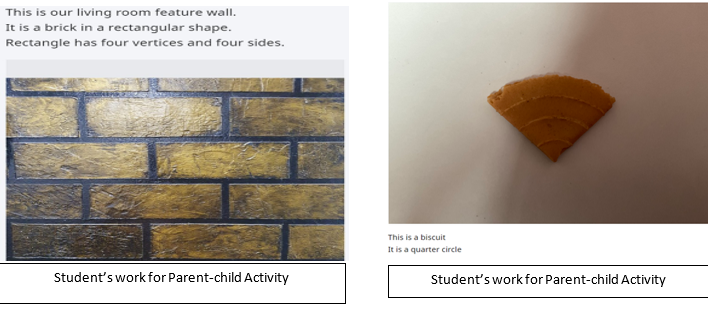 This is our living room feature wall.
It is a brick in a rectangular shape.
Rectangle has four vertices and four sides.
Student's work for Parent-child Activity
This is a biscuit
It is a quarter circle
Student's work for Parent-child Activity